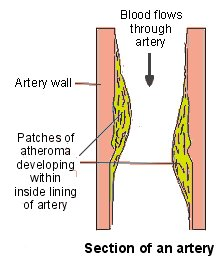 Blood flows
through
artery
Artery wall
Patches of
atheroma
developing
within
inside lining
of artery
Section of an artery